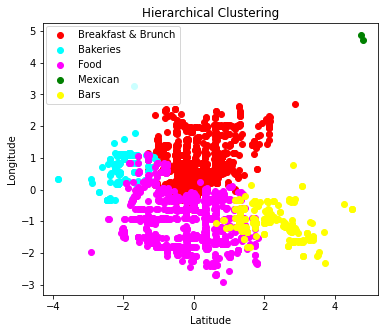 Hierarchical Clustering
Breakfast & Brunch
Bakeries
Food
Mexican
Bars
5
4
3
2
1
0
−1
−2
−3
Longitude
−4
−2
0
2
4
Latitude